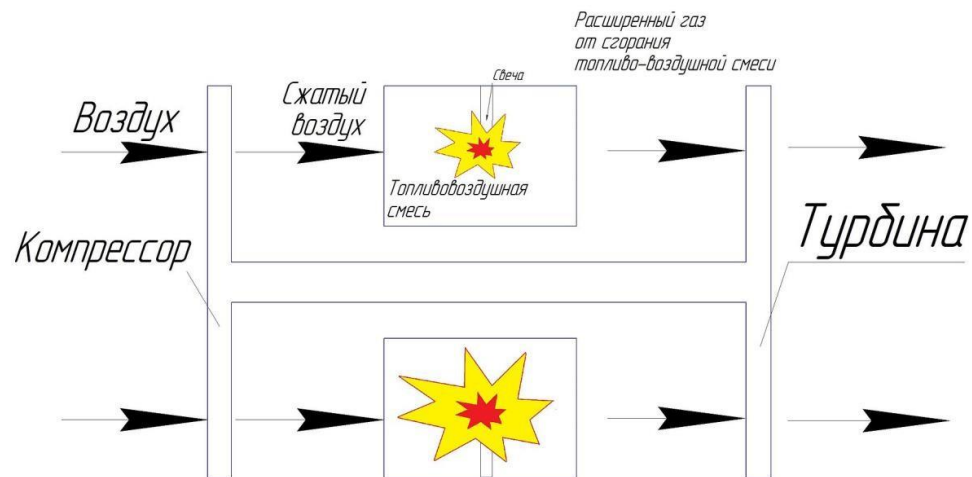 Расширенный газ
от сгорания
топливо-воздушной смеси
Свеча
Сжатый
воздух
Воздух
Топливовоздушная
смесь
Компрессор
Турбина